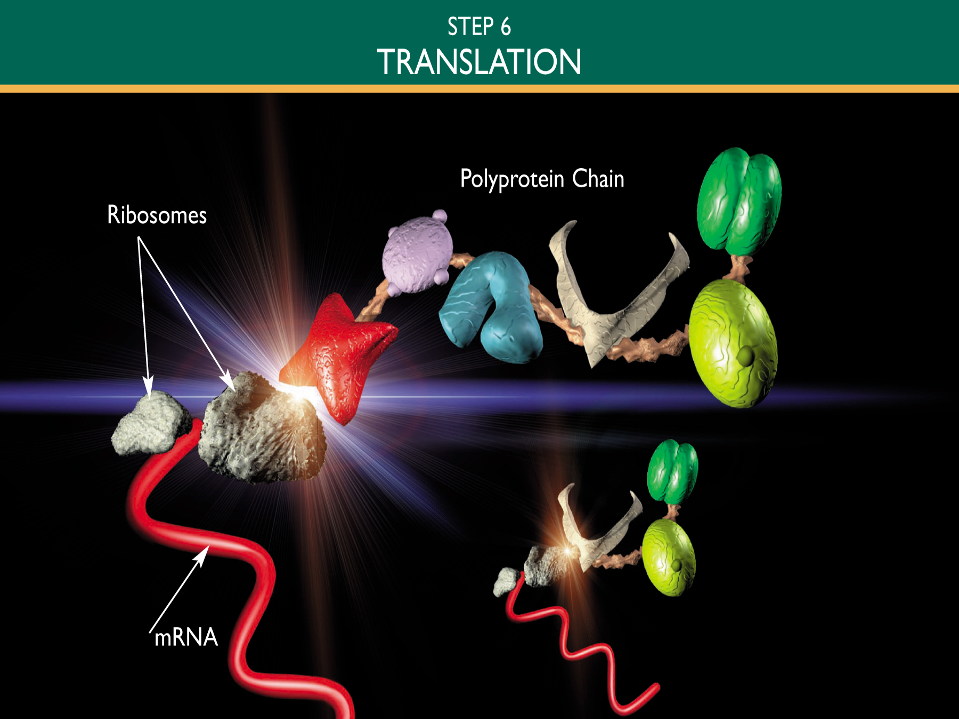 STEP 6
TRANSLATION
Polyprotein Chain
Ribosomes
mRNA